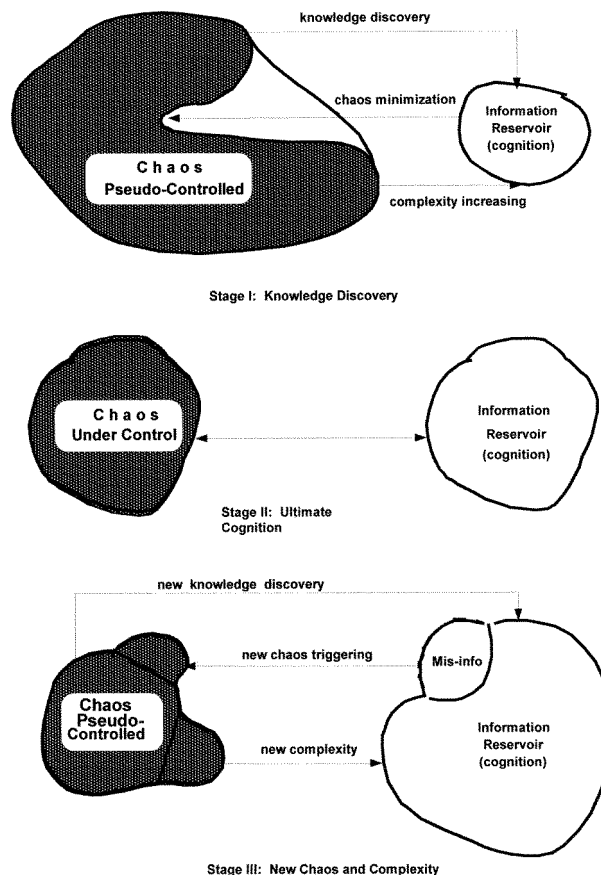 knowledge discovery
chaos minimization
Information
Reservoir
(cognition)
C h a o s
Pseudo-Controlled
complexity increasing
Stage I: Knowledge Discovery
C h a o s
Under Control
Information
Reservoir
(cognition)
Stage II: Ultimate
Cognition
new knowledge discovery
new chaos triggering
Mis-info
Chaos
Pseudo-
Controlled
new complexity
Information
Reservoir
(cognition)
Stage III: New Chaos and Complexity